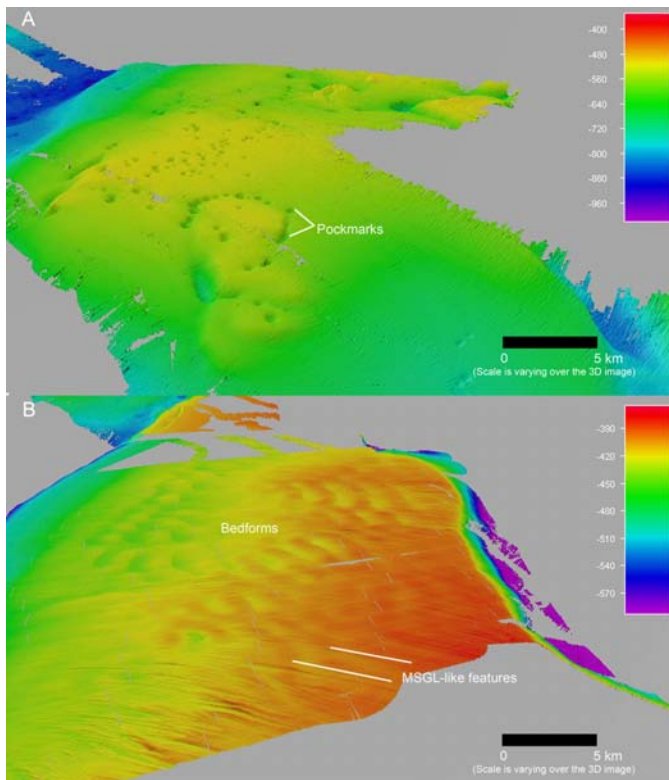 A
-400
-480
-560
-640
-720
-800
-880
-960
Pockmarks
0 5 km
(Scale is varying over the 3D image)
B
-390
-420
-450
-480
-510
-540
-570
Bedforms
MSGL-like features
0 5 km
(Scale is varying over the 3D image)